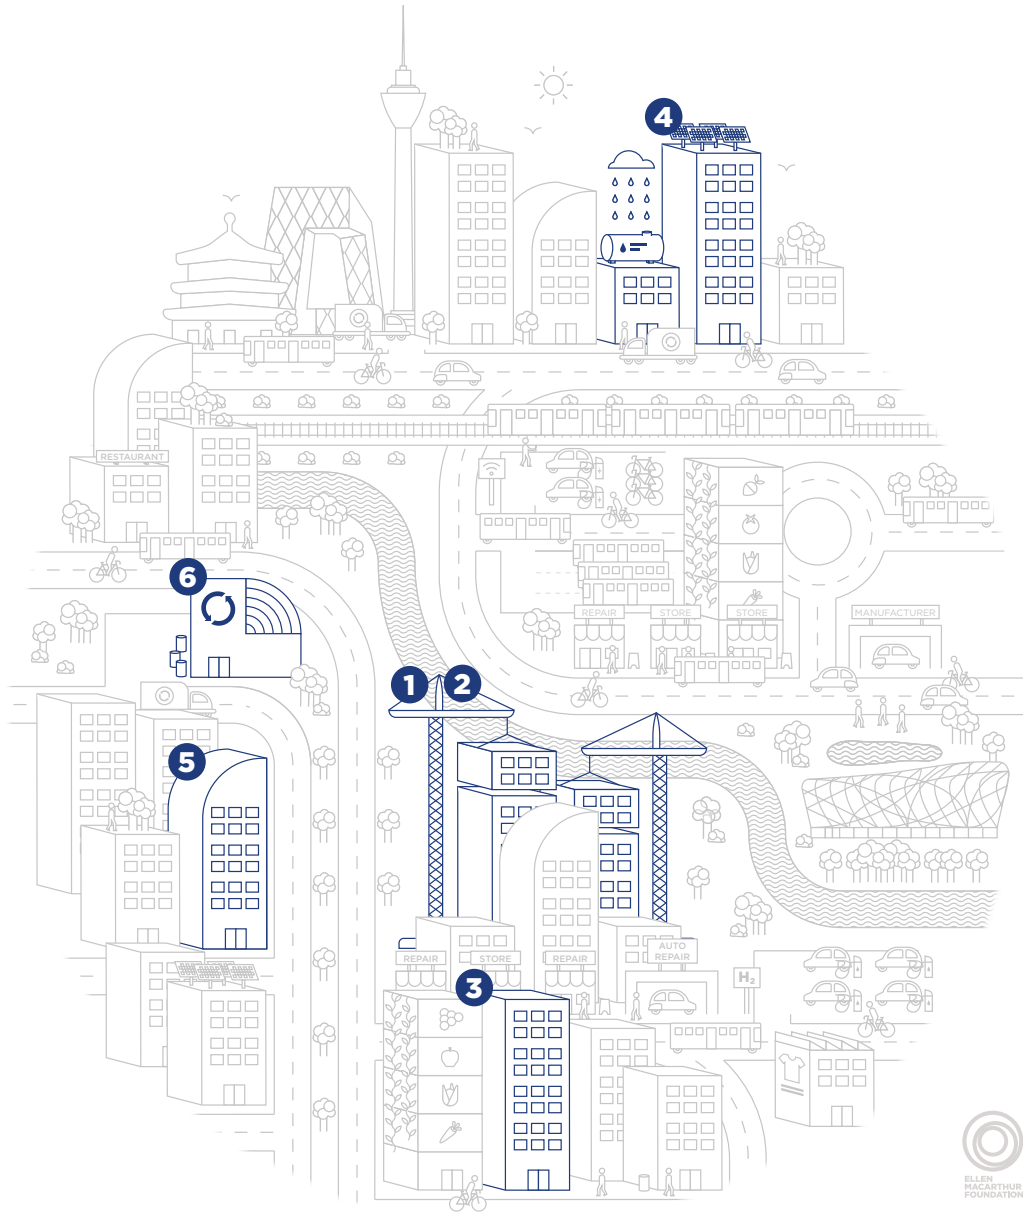 4
RESTAURANT
6
REPAIR
STORE
STORE
MANUFACTURER
1
2
5
AUTO
REPAIR
REPAIR
STORE
REPAIR
H2
3
ELLEN
MACARTHUR
FOUNDATION